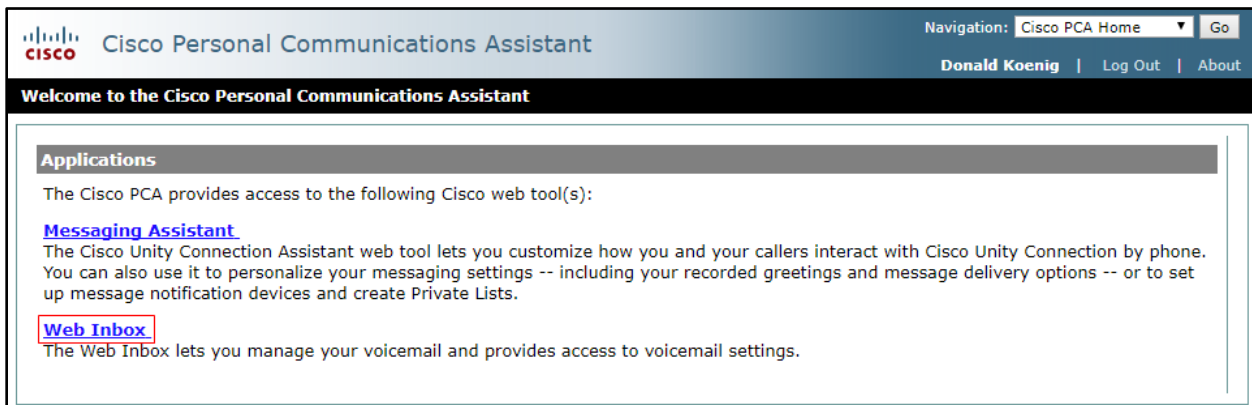 Navigation: Cisco PCA Home Go
CISCO Cisco Personal Communications Assistant
Donald Koenig | Log Out | About
Welcome to the Cisco Personal Communications Assistant
Applications
The Cisco PCA provides access to the following Cisco web tool(s):
Messaging Assistant
The Cisco Unity Connection Assistant web tool lets you customize how you and your callers interact with Cisco Unity Connection by phone.
You can also use it to personalize your messaging settings -- including your recorded greetings and message delivery options -- or to set
up message notification devices and create Private Lists.
Web Inbox
The Web Inbox lets you manage your voicemail and provides access to voicemail settings.